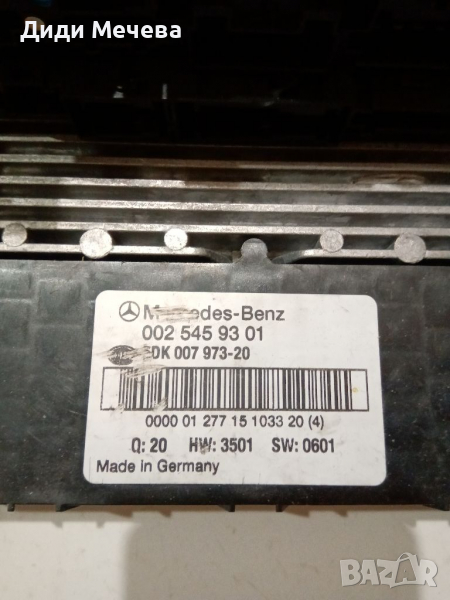 Диди Мечева
Mercedes-Benz
002 545 93 01
5DK 007 973-20
0000 01 277 15 1033 20 (4)
Q: 20 HW: 3501 SW: 0601
Made in Germany
BAZAR